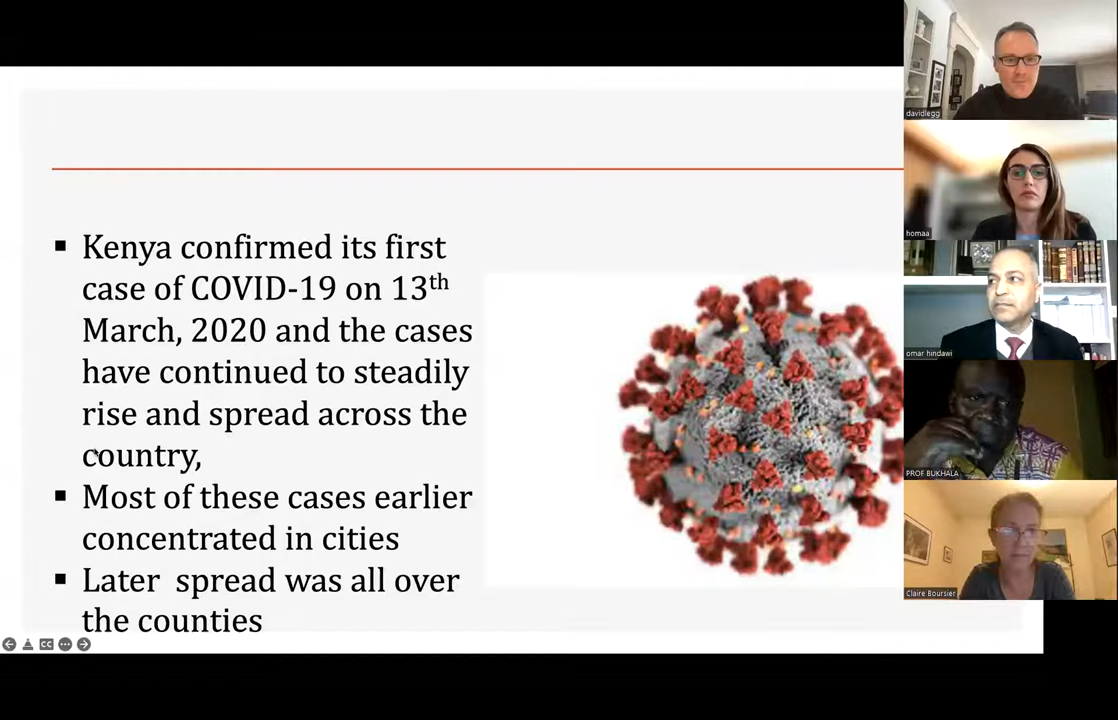 Kenya confirmed its first
case of COVID-19 on 13th
March, 2020 and the cases
have continued to steadily
rise and spread across the
country,
Most of these cases earlier
concentrated in cities
Later spread was all over
the counties
CC
davidlegg
homaa
omar hindawi
PROF BUKHALA
Claire Boursier